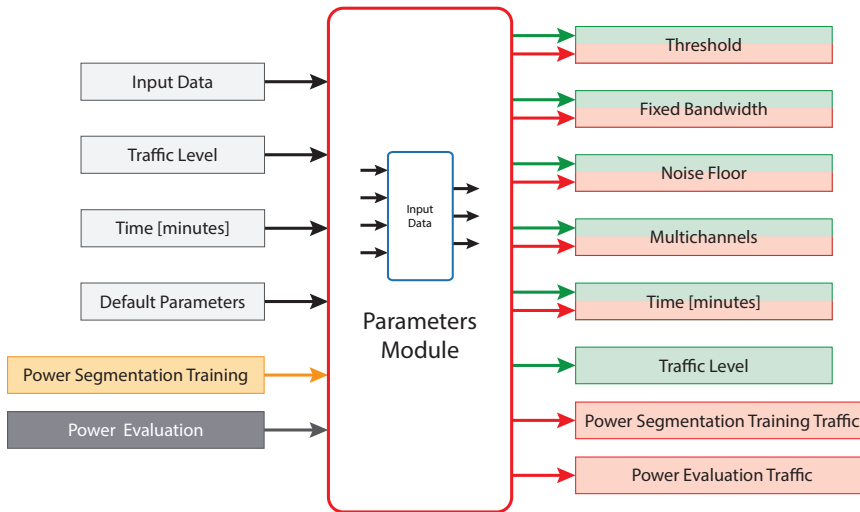 Input Data
Traffic Level
Time [minutes]
Default Parameters
Power Segmentation Training
Power Evaluation
Input
Data
Parameters
Module
Threshold
Fixed Bandwidth
Noise Floor
Multichannels
Time [minutes]
Traffic Level
Power Segmentation Training Traffic
Power Evaluation Traffic